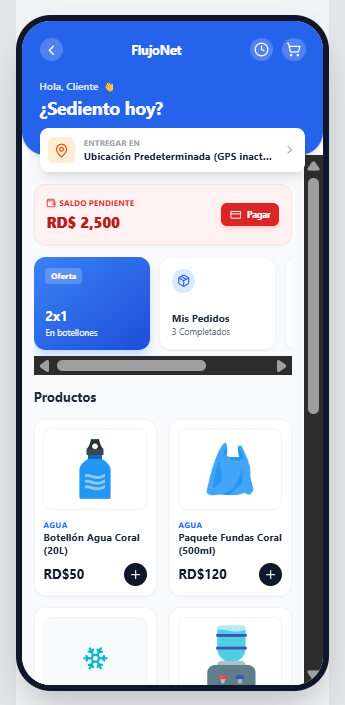 FlujoNet
Hola, Cliente 👋
¿Sediento hoy?
ENTREGAR EN
Ubicación Predeterminada (GPS inact...
SALDO PENDIENTE
RD$ 2,500
Pagar
Oferta
2x1
En botellones
Mis Pedidos
3 Completados
Productos
AGUA
Botellón Agua Coral
(20L)
RD$50
AGUA
Paquete Fundas Coral
(500ml)
RD$120